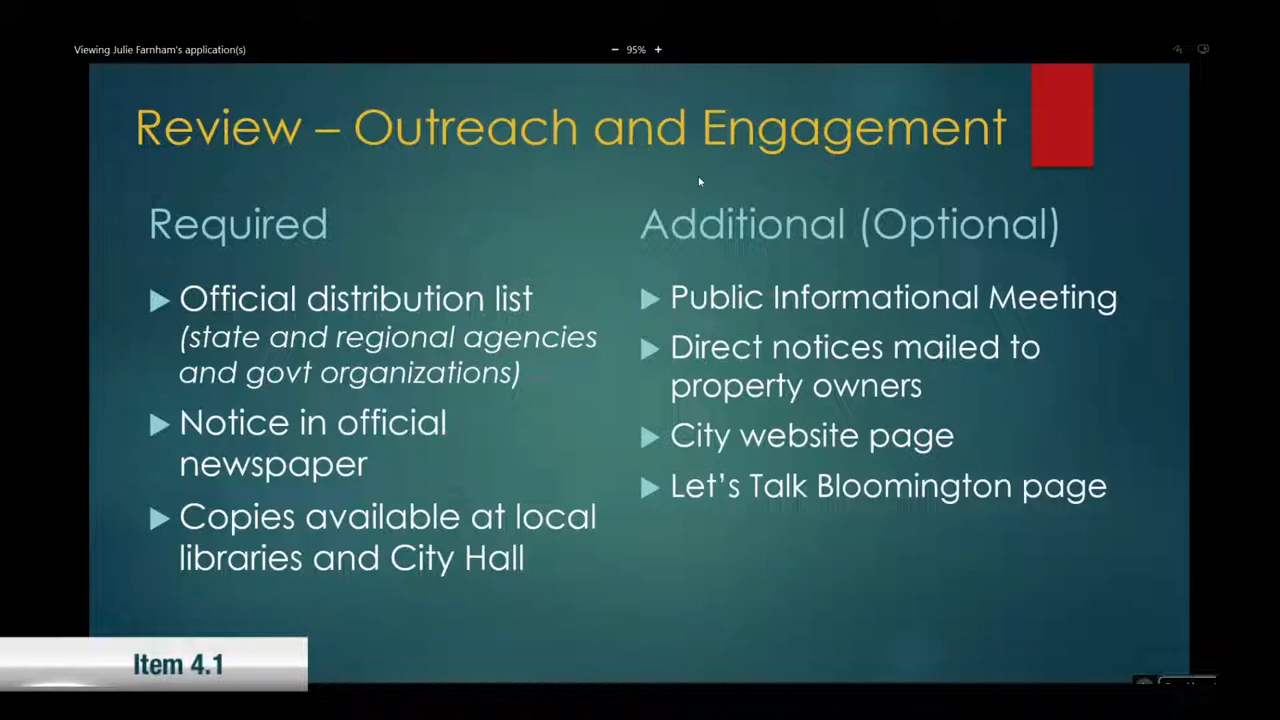 Viewing Julie Farnham's application(s)
− 95% +
Review – Outreach and Engagement
Required
Official distribution list
(state and regional agencies
and govt organizations)
Notice in official
newspaper
Copies available at local
libraries and City Hall
Additional (Optional)
Public Informational Meeting
Direct notices mailed to
property owners
City website page
Let's Talk Bloomington page
Item 4.1